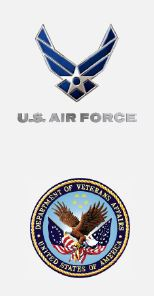 U.S. AIR FORCE
DEPARTMENT OF VETERANS AFFAIRS
UNITED STATES OF AMERICA